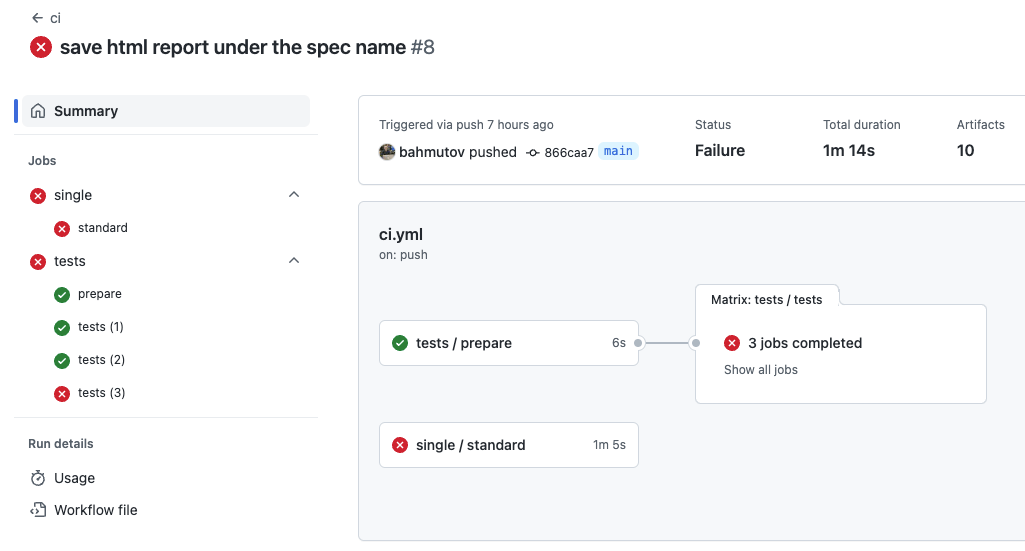 ← ci
save html report under the spec name #8
Summary
Jobs
single
standard
tests
prepare
tests (1)
tests (2)
tests (3)
Run details
Usage
Workflow file
Triggered via push 7 hours ago
bahmutov pushed 866caa7 main
Status
Failure
Total duration
1m 14s
Artifacts
10
ci.yml
on: push
tests / prepare 6s
Matrix: tests / tests
3 jobs completed
Show all jobs
single / standard 1m 5s